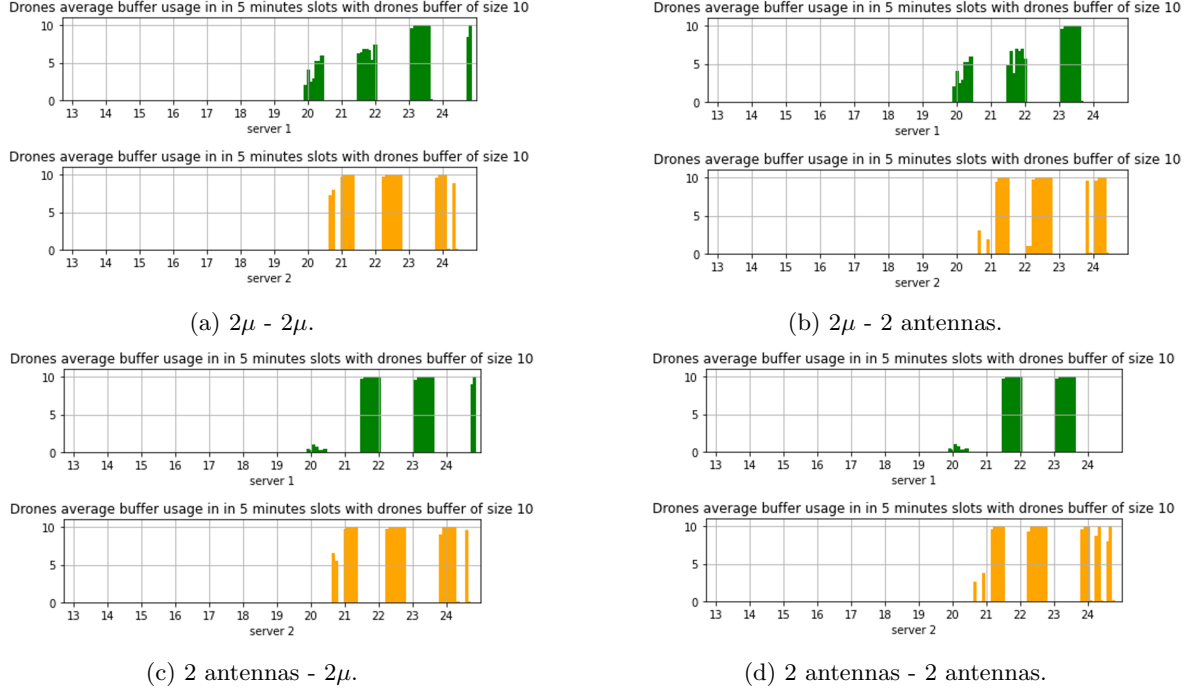 Drones average buffer usage in in 5 minutes slots with drones buffer of size 10
10
5
0
13 14 15 16 17 18 19 20 21 22 23 24
server 1
Drones average buffer usage in in 5 minutes slots with drones buffer of size 10
10
5
0
13 14 15 16 17 18 19 20 21 22 23 24
server 2
(a) 2μ - 2μ.
Drones average buffer usage in in 5 minutes slots with drones buffer of size 10
10
5
0
13 14 15 16 17 18 19 20 21 22 23 24
server 1
Drones average buffer usage in in 5 minutes slots with drones buffer of size 10
10
5
0
13 14 15 16 17 18 19 20 21 22 23 24
server 2
(b) 2μ - 2 antennas.
Drones average buffer usage in in 5 minutes slots with drones buffer of size 10
10
5
0
13 14 15 16 17 18 19 20 21 22 23 24
server 1
Drones average buffer usage in in 5 minutes slots with drones buffer of size 10
10
5
0
13 14 15 16 17 18 19 20 21 22 23 24
server 2
(c) 2 antennas - 2μ.
Drones average buffer usage in in 5 minutes slots with drones buffer of size 10
10
5
0
13 14 15 16 17 18 19 20 21 22 23 24
server 1
Drones average buffer usage in in 5 minutes slots with drones buffer of size 10
10
5
0
13 14 15 16 17 18 19 20 21 22 23 24
server 2
(d) 2 antennas - 2 antennas.